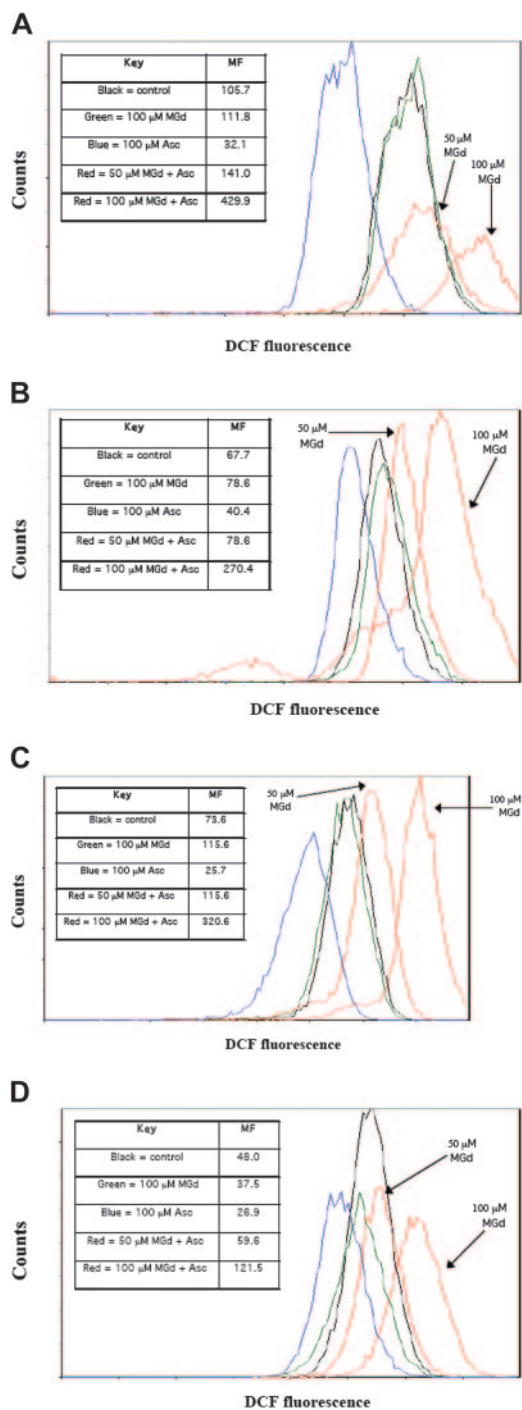 A
Key MF
Black = control 105.7
Green = 100 μM MGd 111.8
Blue = 100 μM Asc 32.1
Red = 50 μM MGd + Asc 141.0
Red = 100 μM MGd + Asc 429.9
50 μM
MGd
100 μM
MGd
Counts
DCF fluorescence
B
Key MF
Black = control 67.7
Green = 100 μM MGd 78.6
Blue = 100 μM Asc 40.4
Red = 50 μM MGd + Asc 78.6
Red = 100 μM MGd + Asc 270.4
50 μM
MGd
100 μM
MGd
Counts
DCF fluorescence
C
Key MF
Black = control 73.6
Green = 100 μM MGd 115.6
Blue = 100 μM Asc 25.7
Red = 50 μM MGd + Asc 115.6
Red = 100 μM MGd + Asc 320.6
50 μM
MGd
100 μM
MGd
Counts
DCF fluorescence
D
Key MF
Black = control 48.0
Green = 100 μM MGd 37.5
Blue = 100 μM Asc 26.9
Red = 50 μM MGd + Asc 59.6
Red = 100 μM MGd + Asc 121.5
50 μM
MGd
100 μM
MGd
Counts
DCF fluorescence